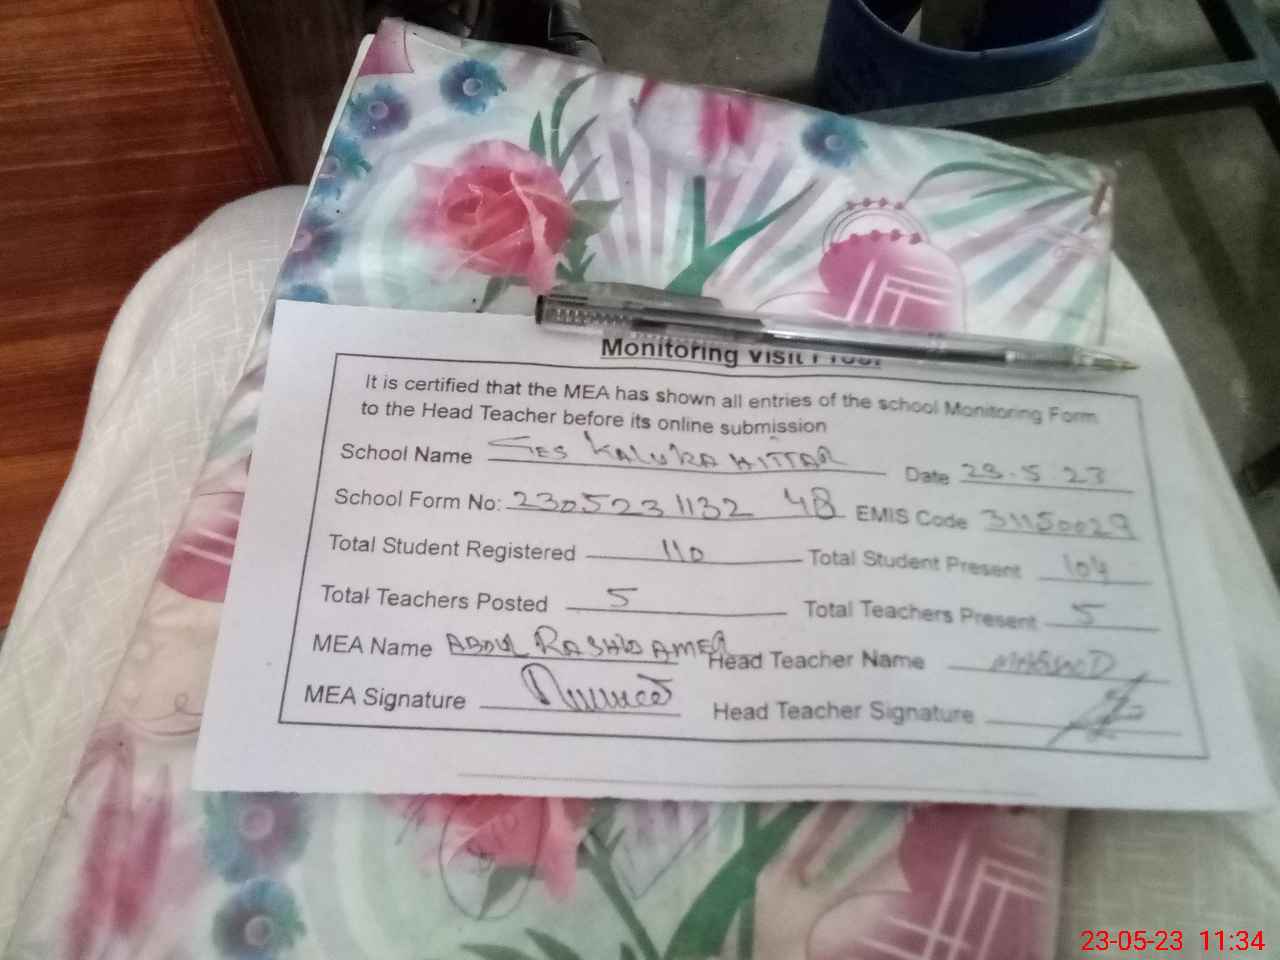 Monitoring Visit Proof
It is certified that the MEA has shown all entries of the school Monitoring Form
to the Head Teacher before its online submission
School Name GES KALUKA HITTAR Date 23.5.23
School Form No: 2305231132 48 EMIS Code 31150029
Total Student Registered 110 Total Student Present 104
Total Teachers Posted 5 Total Teachers Present 5
MEA Name ABDUL RASHID AMER Head Teacher Name
MEA Signature Head Teacher Signature
23-05-23 11:34